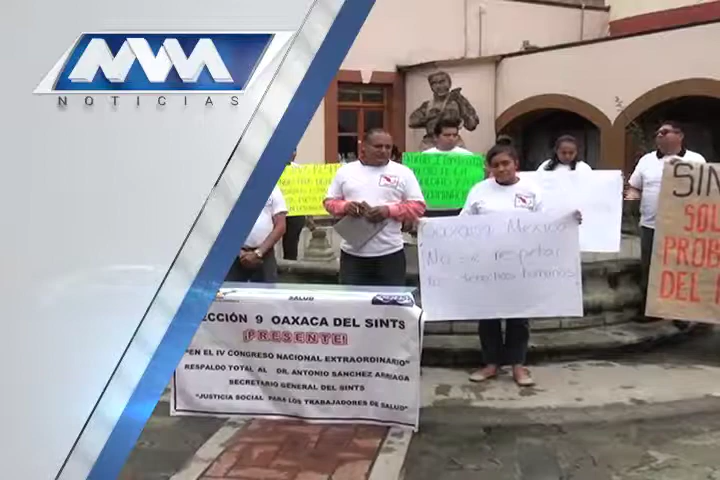 NVM
NOTICIAS
SALUD
ECCIÓN 9 OAXACA DEL SINTS
¡PRESENTE!
"EN EL IV CONGRESO NACIONAL EXTRAORDINARIO"
RESPALDO TOTAL AL DR. ANTONIO SÁNCHEZ ARRIAGA
SECRETARIO GENERAL DEL SINTS
"JUSTICIA SOCIAL PARA LOS TRABAJADORES DE SALUD"
Oaxaca México
No se respetan
los derechos humanos
SIN
SOL
PROB
DEL